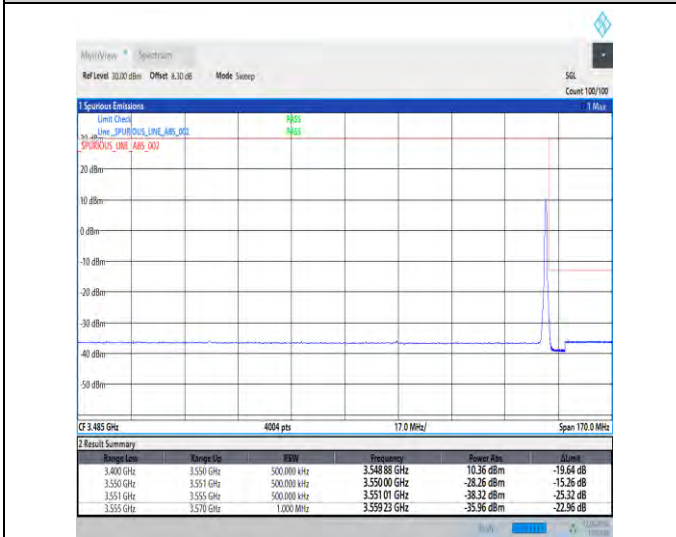 MultiView Spectrum
Ref Level 30.00 dBm Offset 8.30 dB Mode Sweep SGL
Count 100/100
1 Spurious Emissions 1 Max
Limit Check PASS
Line _SPURIOUS_LINE_ABS_002 PASS
30 dBm
_SPURIOUS_LINE_ABS_002
20 dBm
10 dBm
0 dBm
-10 dBm
-20 dBm
-30 dBm
-40 dBm
-50 dBm
CF 3.485 GHz 4004 pts 17.0 MHz/ Span 170.0 MHz
2 Result Summary
Range Low Range Up RBW Frequency Power Abs ΔLimit
3.400 GHz 3.550 GHz 500.000 kHz 3.548 88 GHz 10.36 dBm -19.64 dB
3.550 GHz 3.551 GHz 500.000 kHz 3.550 00 GHz -28.26 dBm -15.26 dB
3.551 GHz 3.555 GHz 500.000 kHz 3.551 01 GHz -38.32 dBm -25.32 dB
3.555 GHz 3.570 GHz 1.000 MHz 3.559 23 GHz -35.96 dBm -22.96 dB